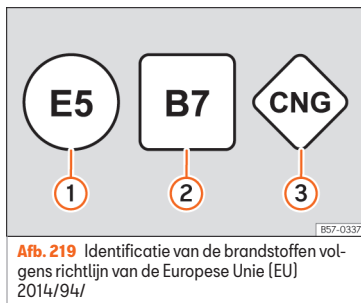 E5 B7 CNG
1 2 3
B57-0337
Afb. 219 Identificatie van de brandstoffen vol-
gens richtlijn van de Europese Unie (EU)
2014/94/